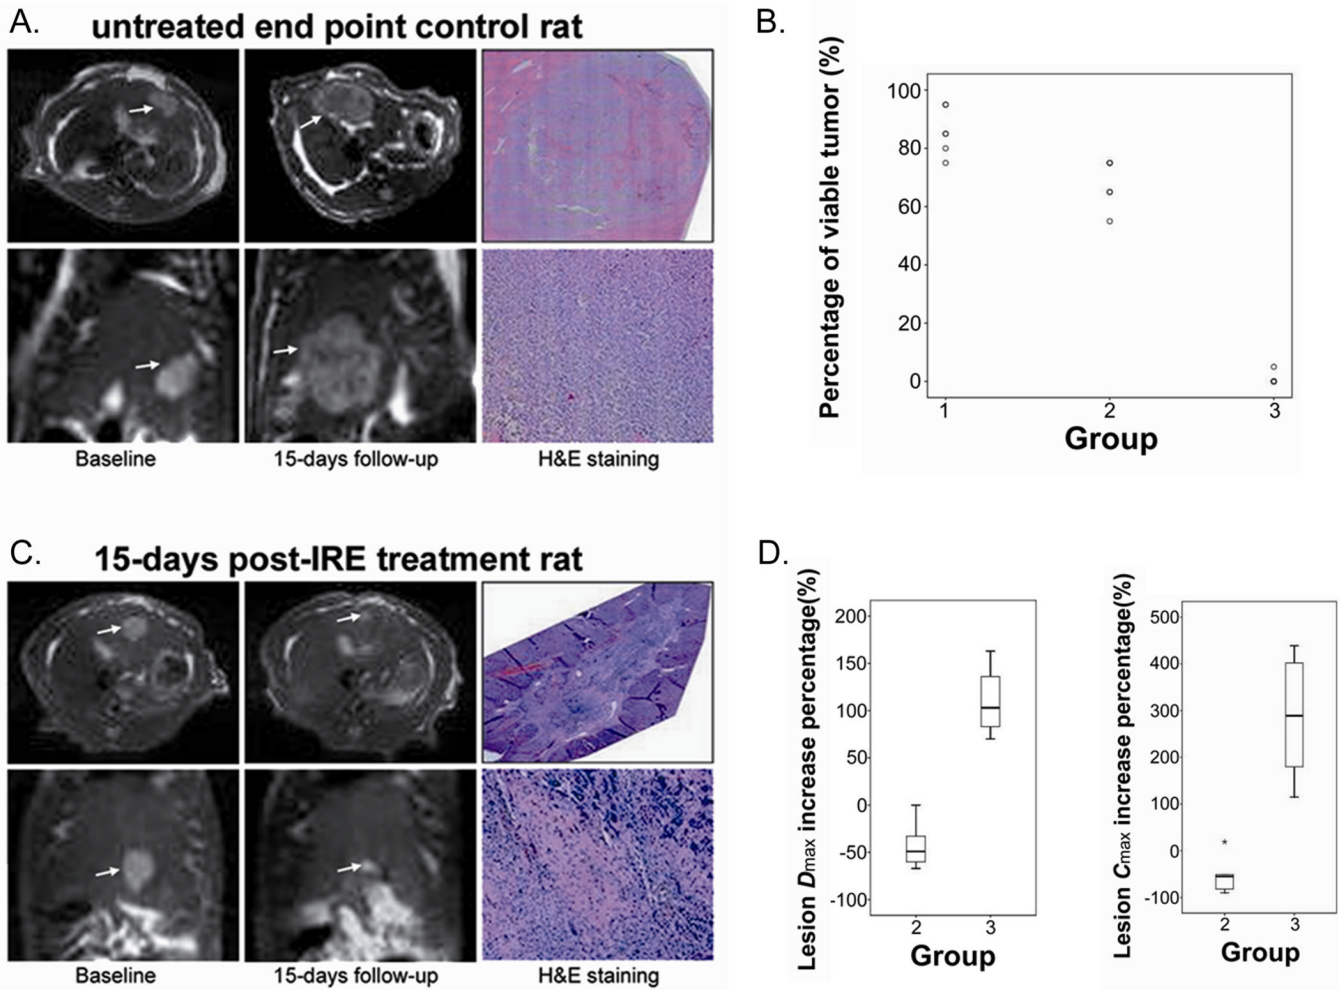 A.
untreated end point control rat
Baseline
15-days follow-up
H&E staining
B.
Percentage of viable tumor (%)
100
80
60
40
20
0
1
2
3
Group
C.
15-days post-IRE treatment rat
Baseline
15-days follow-up
H&E staining
D.
Lesion Dmax increase percentage(%)
200
150
100
50
0
-50
-100
2
3
Group
Lesion Cmax increase percentage(%)
500
400
300
200
100
0
-100
*
2
3
Group